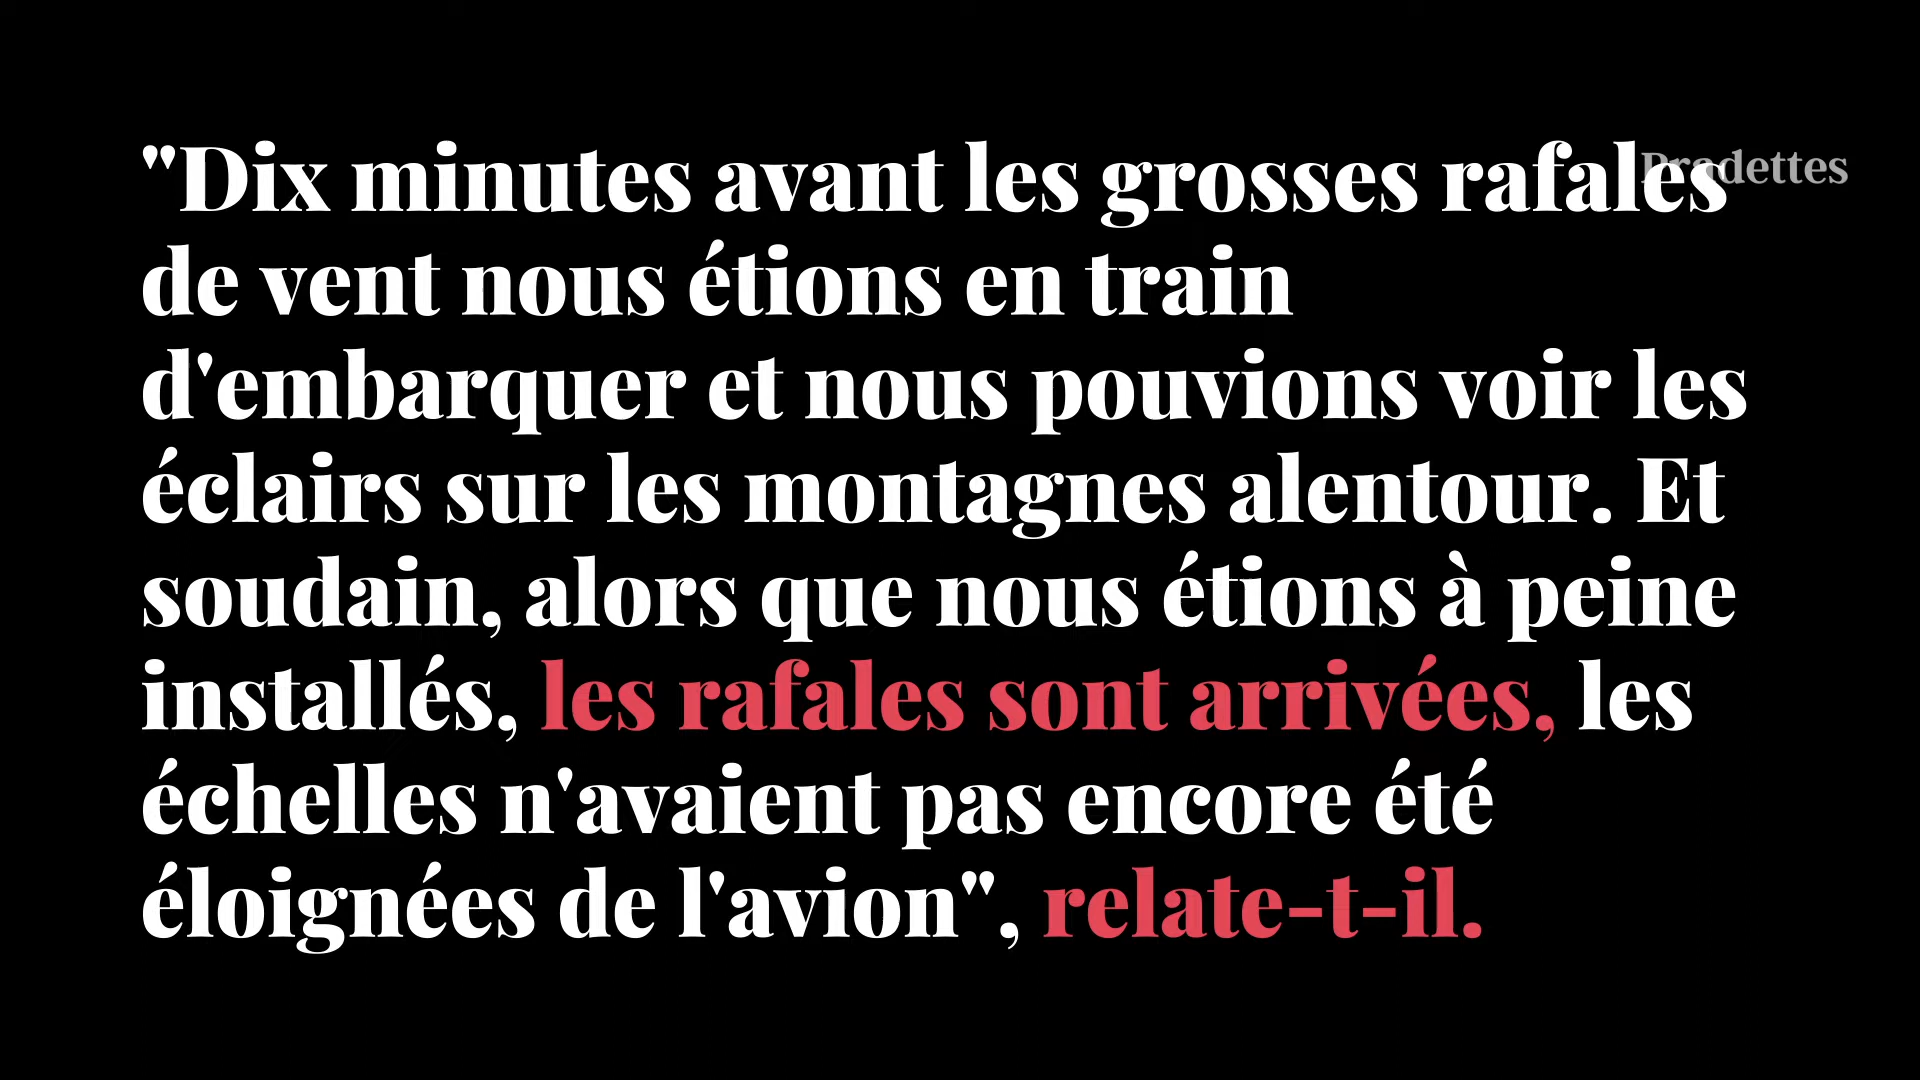 "Dix minutes avant les grosses rafales
Pradettes
de vent nous étions en train
d'embarquer et nous pouvions voir les
éclairs sur les montagnes alentour. Et
soudain, alors que nous étions à peine
installés, les rafales sont arrivées, les
échelles n'avaient pas encore été
éloignées de l'avion", relate-t-il.